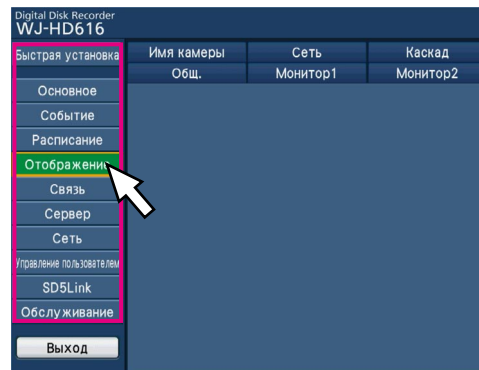 Digital Disk Recorder
WJ-HD616
Быстрая установка
Имя камеры Сеть Каскад
Общ. Монитор1 Монитор2
Основное
Событие
Расписание
Отображение
Связь
Сервер
Сеть
Управление пользователем
SD5Link
Обслуживание
Выход